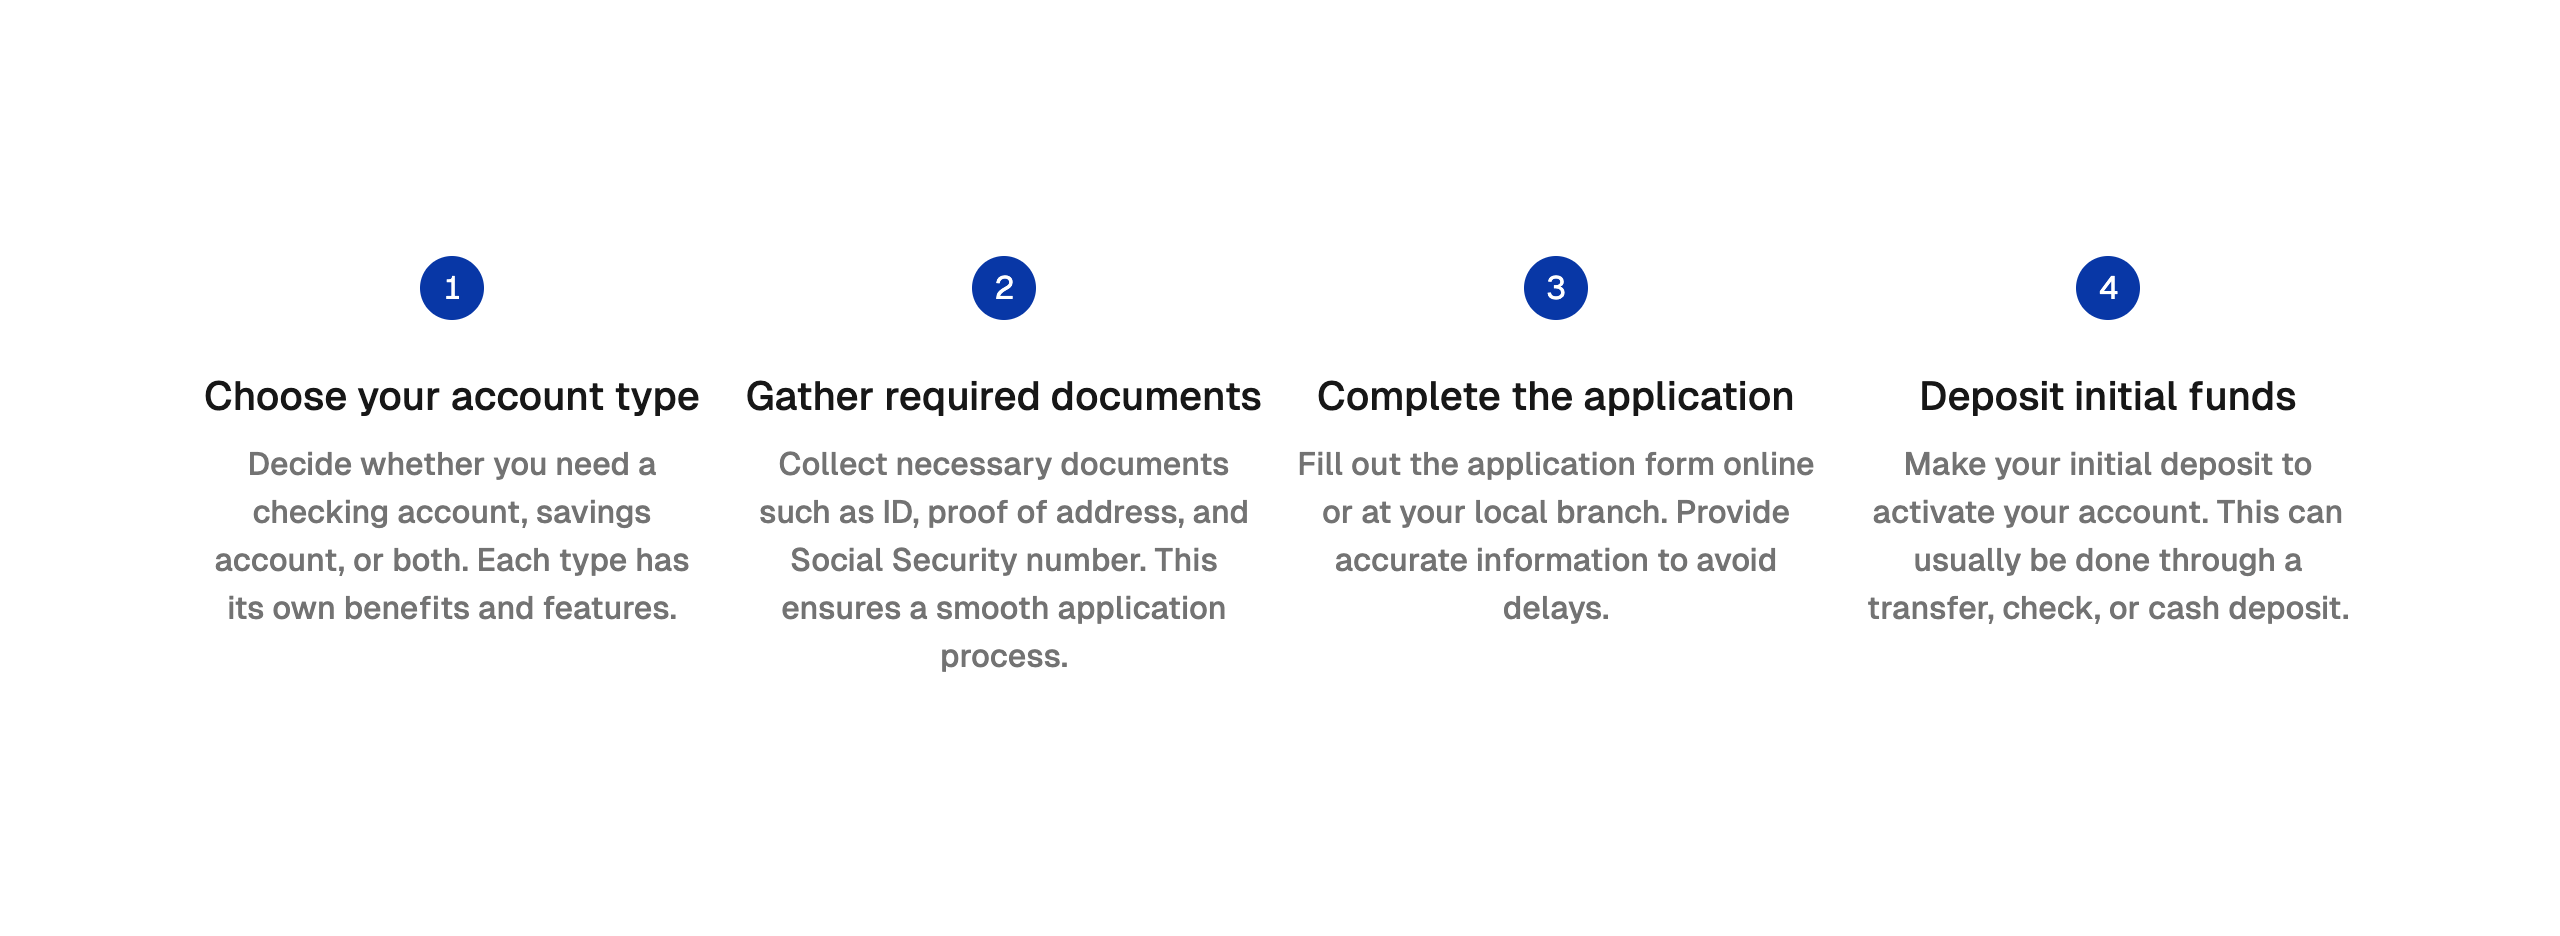 1
Choose your account type
Decide whether you need a
checking account, savings
account, or both. Each type has
its own benefits and features.
2
Gather required documents
Collect necessary documents
such as ID, proof of address, and
Social Security number. This
ensures a smooth application
process.
3
Complete the application
Fill out the application form online
or at your local branch. Provide
accurate information to avoid
delays.
4
Deposit initial funds
Make your initial deposit to
activate your account. This can
usually be done through a
transfer, check, or cash deposit.